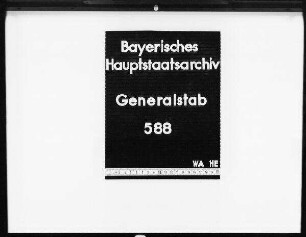 Bayerisches
Hauptstaatsarchiv
Generalstab
588
WA HE